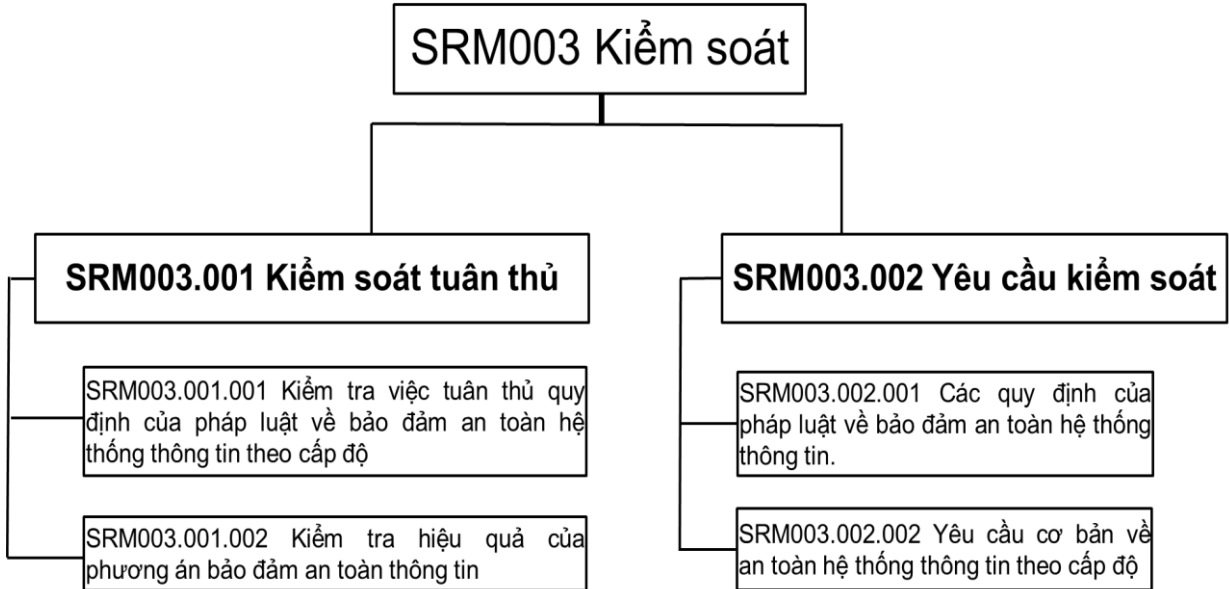 SRM003 Kiểm soát
SRM003.001 Kiểm soát tuân thủ
SRM003.001.001 Kiểm tra việc tuân thủ quy
định của pháp luật về bảo đảm an toàn hệ
thống thông tin theo cấp độ
SRM003.001.002 Kiểm tra hiệu quả của
phương án bảo đảm an toàn thông tin
SRM003.002 Yêu cầu kiểm soát
SRM003.002.001 Các quy định của
pháp luật về bảo đảm an toàn hệ thống
thông tin.
SRM003.002.002 Yêu cầu cơ bản về
an toàn hệ thống thông tin theo cấp độ